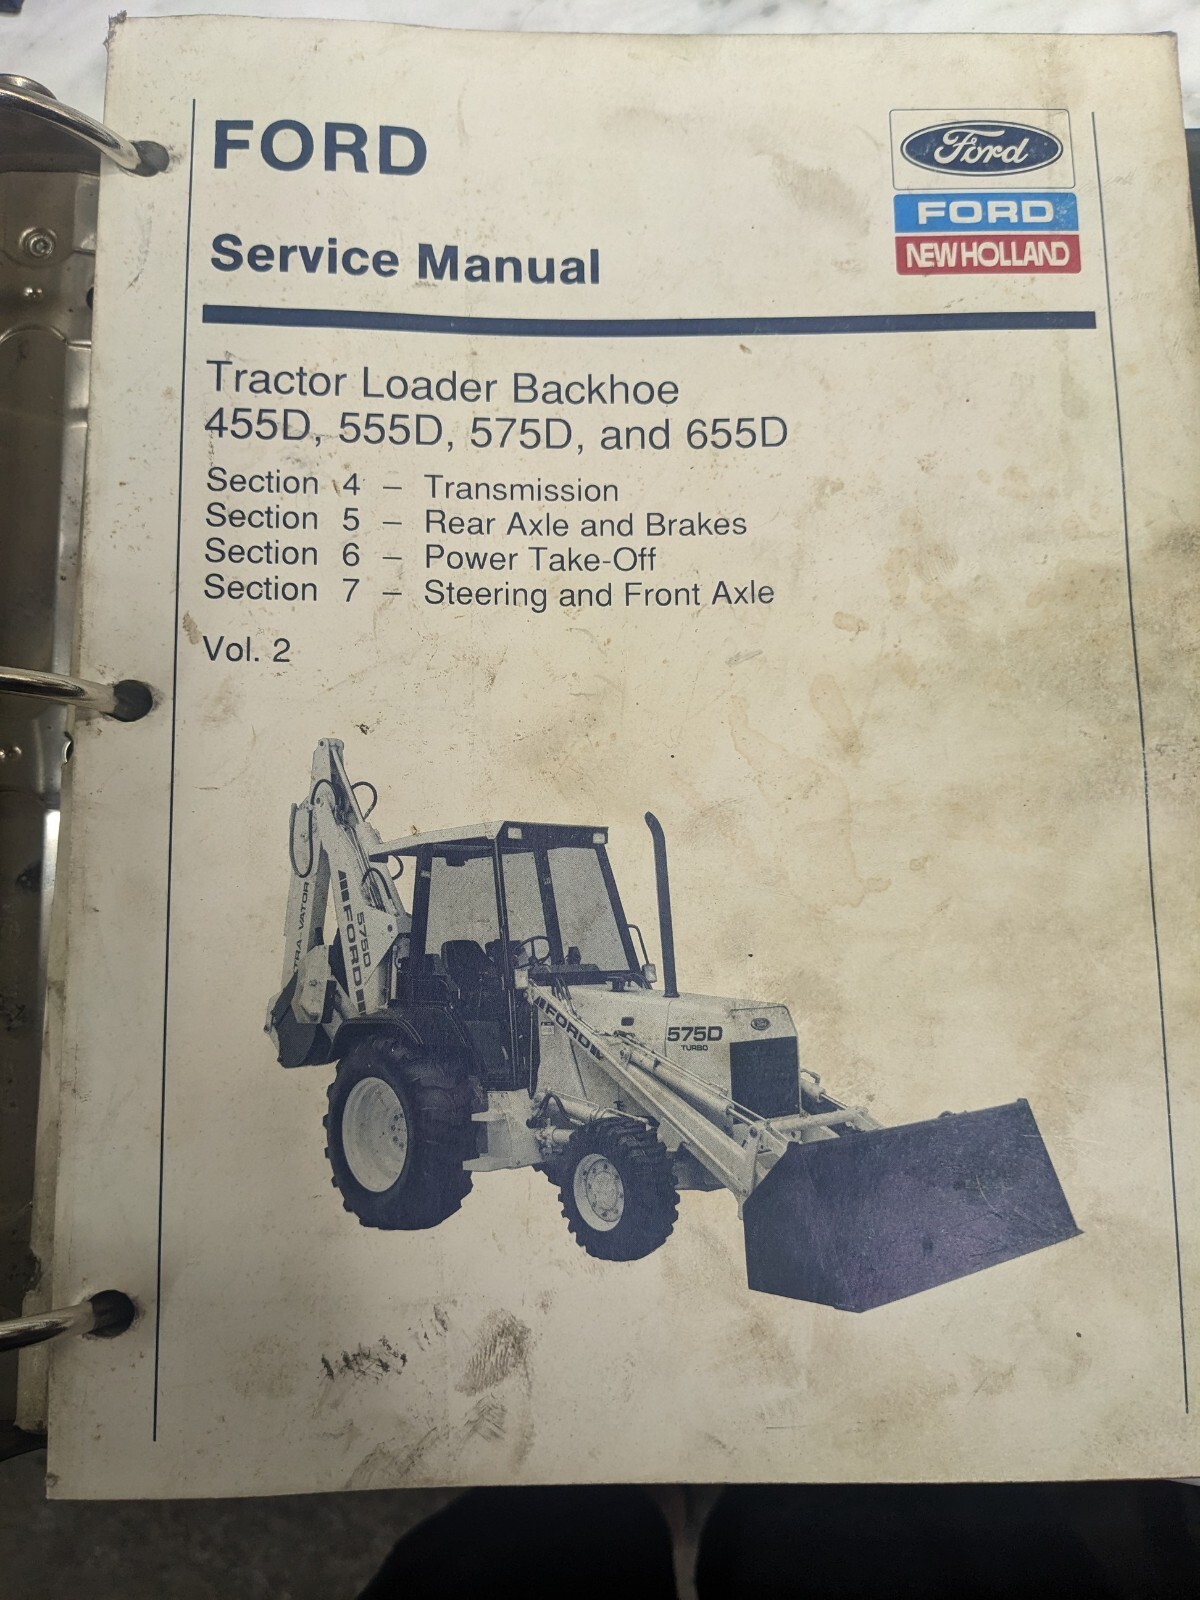 FORD
Ford
FORD
NEW HOLLAND
Service Manual
Tractor Loader Backhoe
455D, 555D, 575D, and 655D
Section 4 – Transmission
Section 5 – Rear Axle and Brakes
Section 6 – Power Take-Off
Section 7 – Steering and Front Axle
Vol. 2
575D
FORD
FORD
575D
TURBO